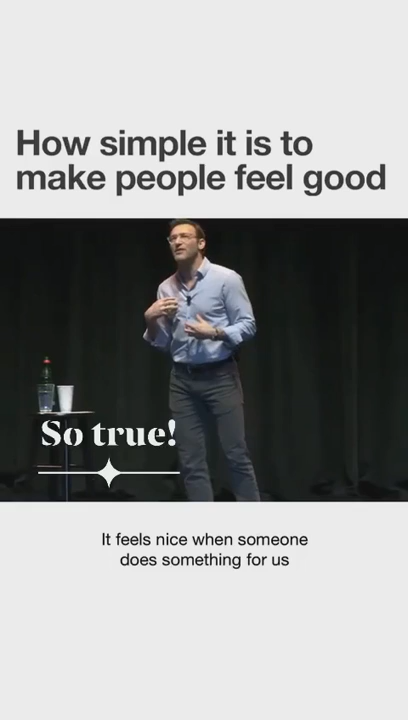 How simple it is to
make people feel good
So true!
It feels nice when someone
does something for us